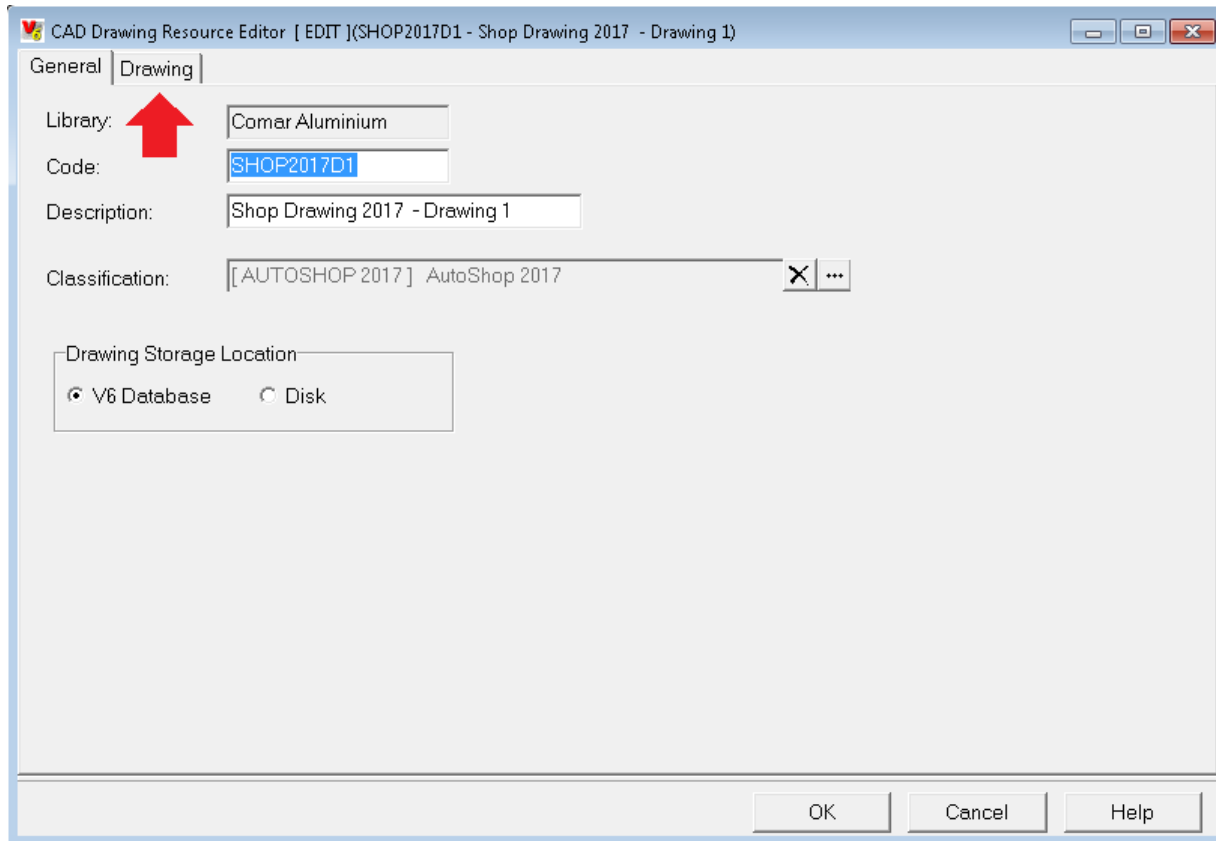 CAD Drawing Resource Editor [ EDIT ](SHOP2017D1 - Shop Drawing 2017 - Drawing 1)
General Drawing
Library: Comar Aluminium
Code: SHOP2017D1
Description: Shop Drawing 2017 - Drawing 1
Classification: [ AUTOSHOP 2017 ] AutoShop 2017 ...
Drawing Storage Location
V6 Database Disk
OK Cancel Help